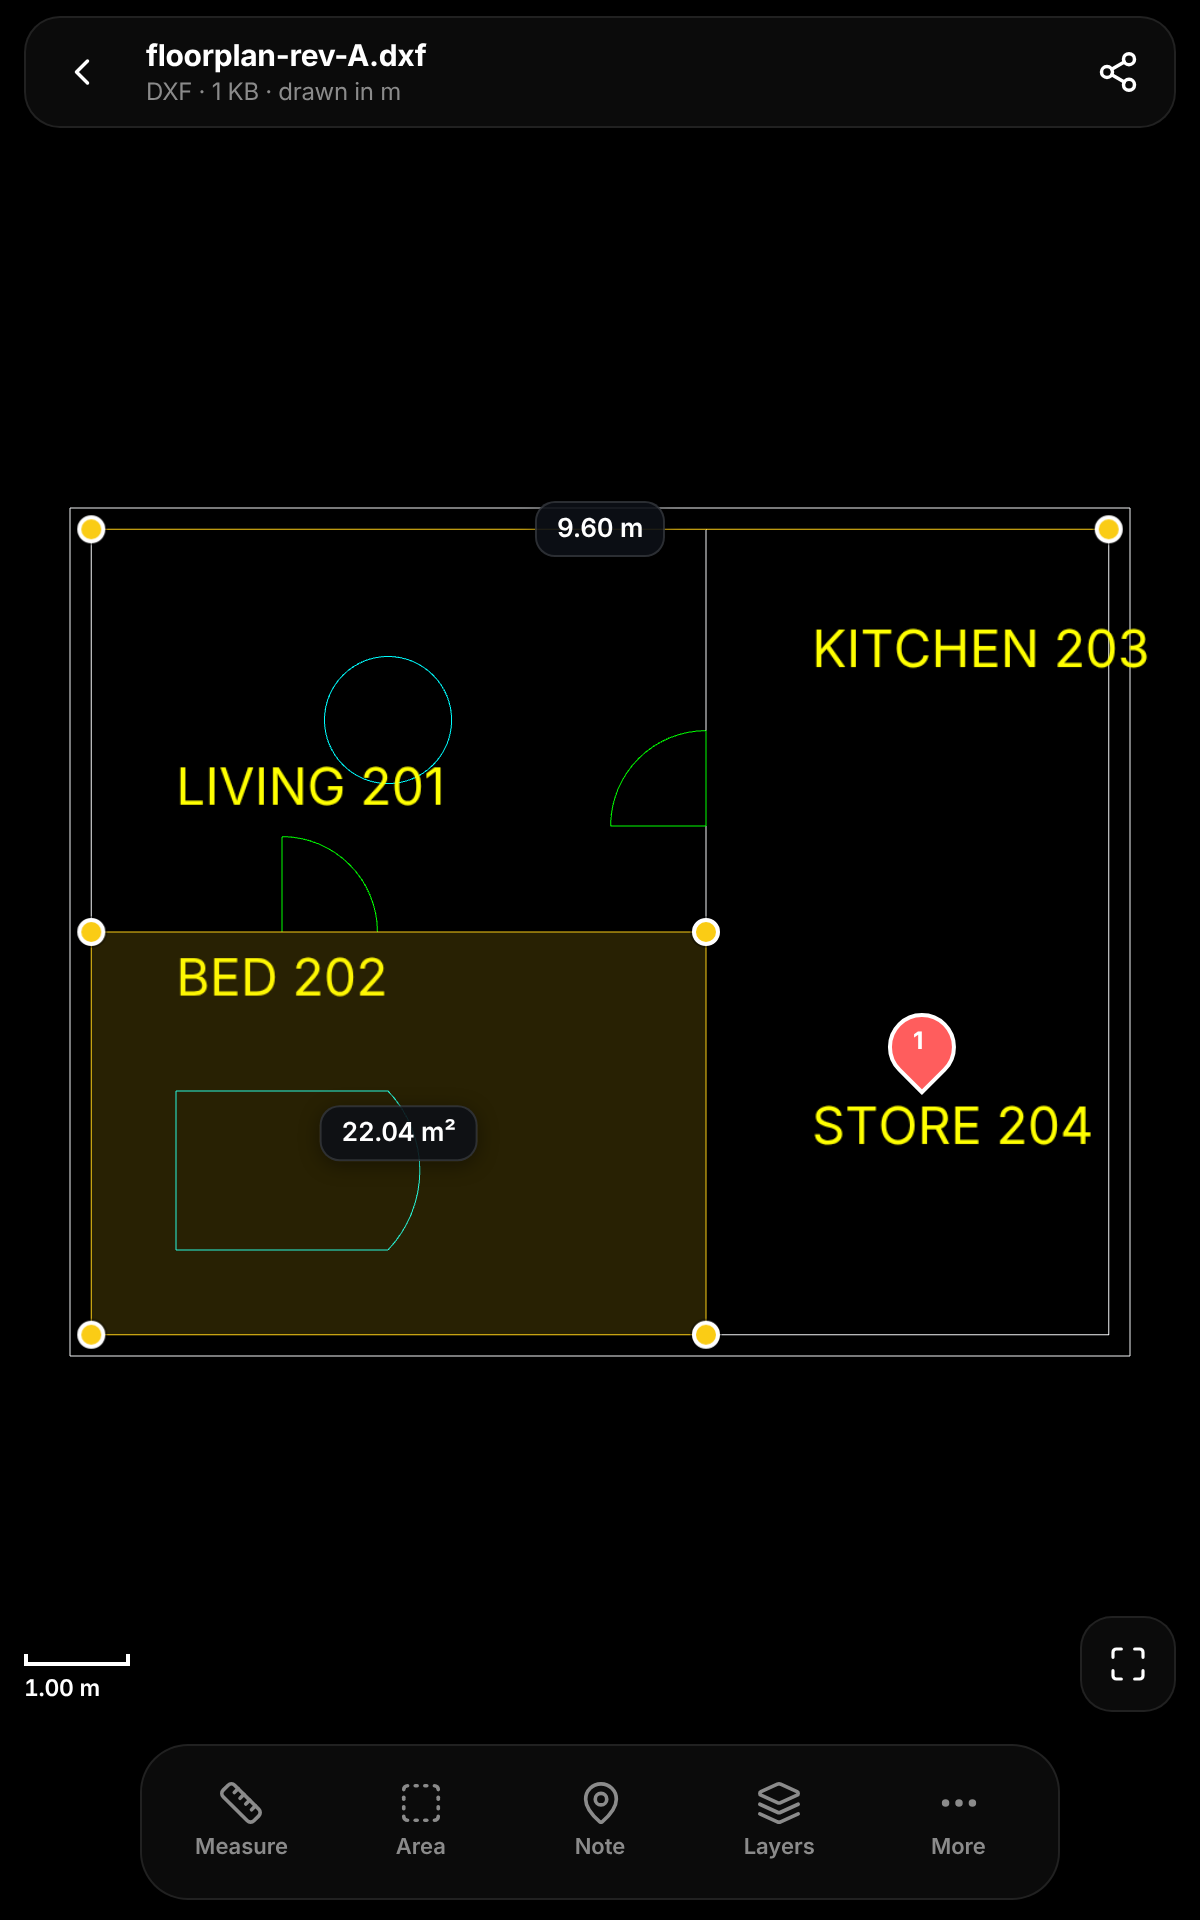 floorplan-rev-A.dxf
DXF · 1 KB · drawn in m
9.60 m
KITCHEN 203
LIVING 201
BED 202
1
STORE 204
22.04 m²
1.00 m
Measure
Area
Note
Layers
More